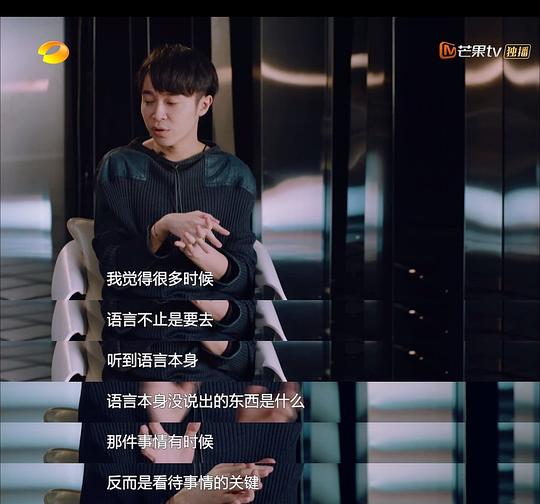 芒果tv 独播
我觉得很多时候
语言不止是要去
听到语言本身
语言本身没说出的东西是什么
那件事情有时候
反而是看待事情的关键